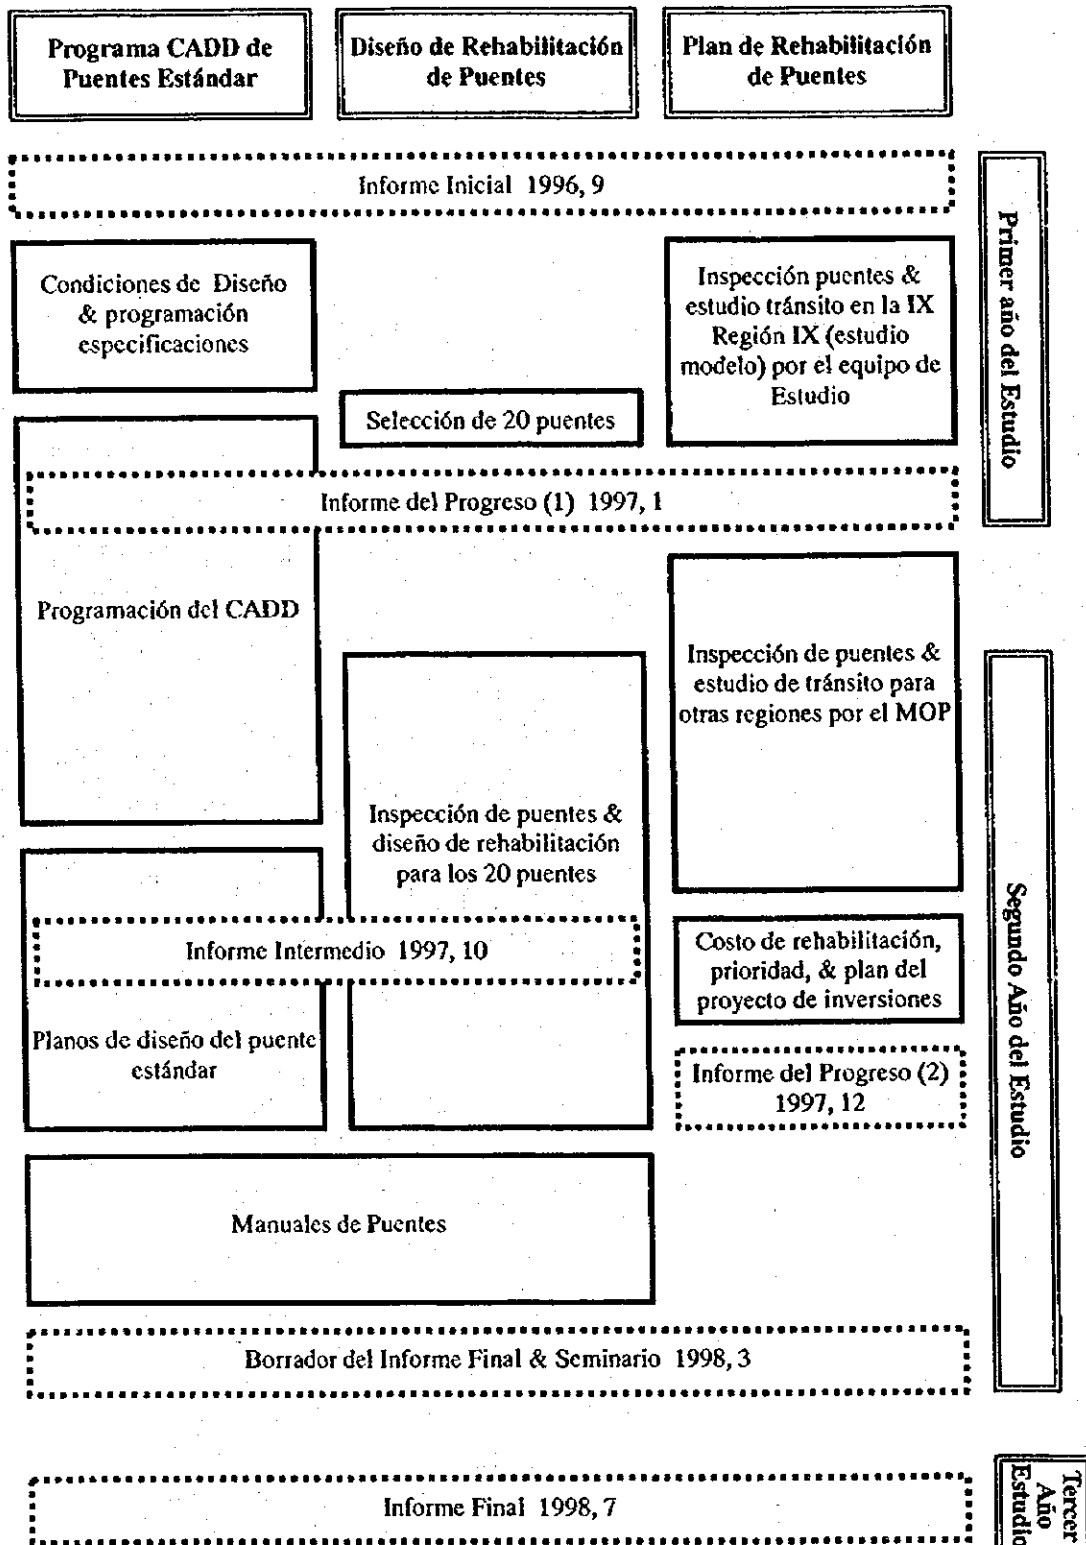 Programa CADD de
Puentes Estándar
Diseño de Rehabilitación
de Puentes
Plan de Rehabilitación
de Puentes
Informe Inicial 1996, 9
Primer año del Estudio
Condiciones de Diseño
& programación
especificaciones
Selección de 20 puentes
Inspección puentes &
estudio tránsito en la IX
Región IX (estudio
modelo) por el equipo de
Estudio
Informe del Progreso (1) 1997, 1
Programación del CADD
Inspección de puentes &
diseño de rehabilitación
para los 20 puentes
Inspección de puentes &
estudio de tránsito para
otras regiones por el MOP
Segundo Año del Estudio
Informe Intermedio 1997, 10
Costo de rehabilitación,
prioridad, & plan del
proyecto de inversiones
Planos de diseño del puente
estándar
Informe del Progreso (2)
1997, 12
Manuales de Puentes
Borrador del Informe Final & Seminario 1998, 3
Informe Final 1998, 7
Tercer
Año
Estudio